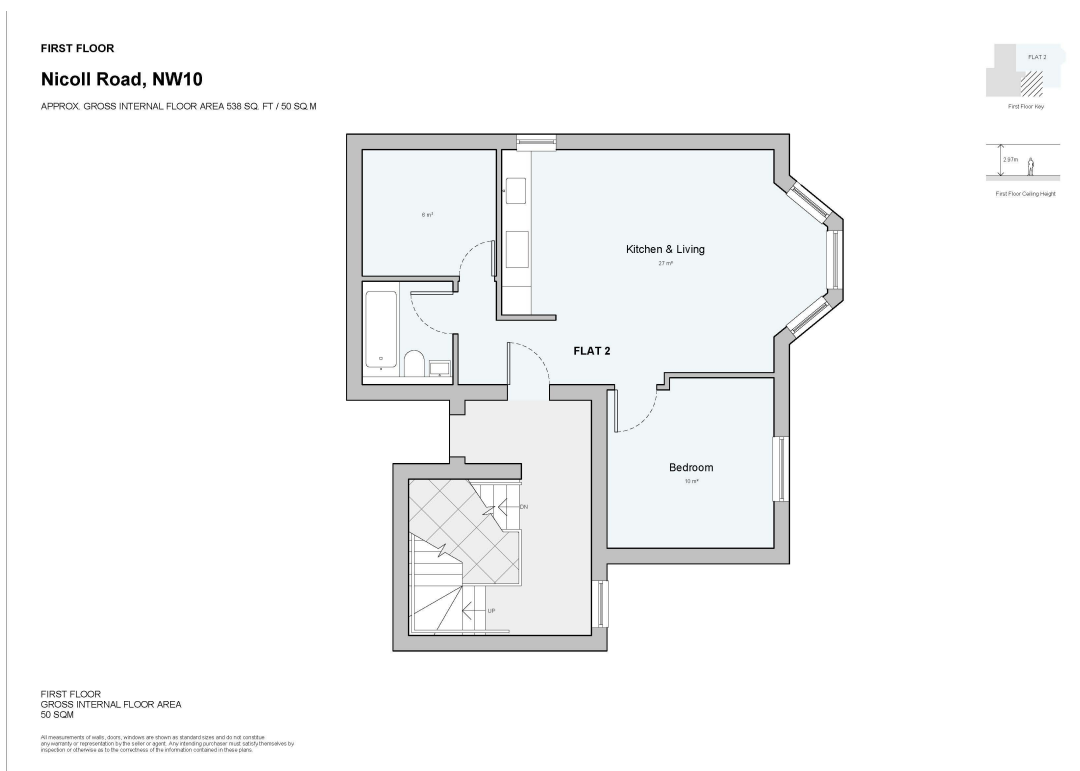 FIRST FLOOR
Nicoll Road, NW10
APPROX. GROSS INTERNAL FLOOR AREA 538 SQ. FT / 50 SQ.M
FLAT 2
First Floor Key
2.67m
First Floor Ceiling Height
6 m²
Kitchen & Living
27 m²
FLAT 2
Bedroom
10 m²
DN
UP
FIRST FLOOR
GROSS INTERNAL FLOOR AREA
50 SQM
All measurements of walls, doors, windows are shown as standard sizes and do not constitute
any warranty or representation by the seller or agent. Any intending purchaser must satisfy themselves by
inspection or otherwise as to the correctness of the information contained in these plans.